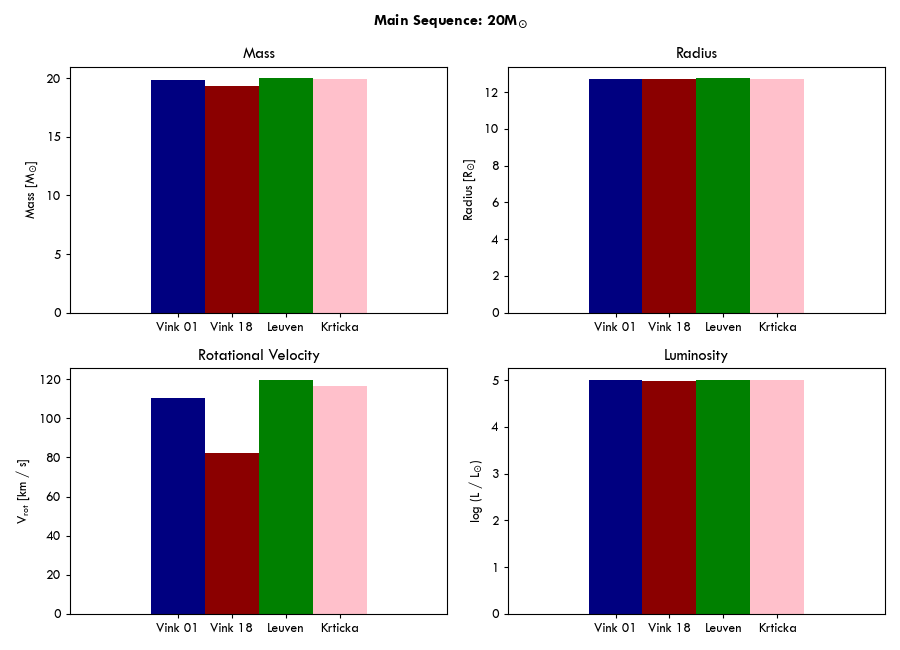 Main Sequence: 20M☉
Mass
Mass [M☉]
20
15
10
5
0
Vink 01 Vink 18 Leuven Krticka
Radius
Radius [R☉]
12
10
8
6
4
2
0
Vink 01 Vink 18 Leuven Krticka
Rotational Velocity
Vrot [km / s]
120
100
80
60
40
20
0
Vink 01 Vink 18 Leuven Krticka
Luminosity
log (L / L☉)
5
4
3
2
1
0
Vink 01 Vink 18 Leuven Krticka